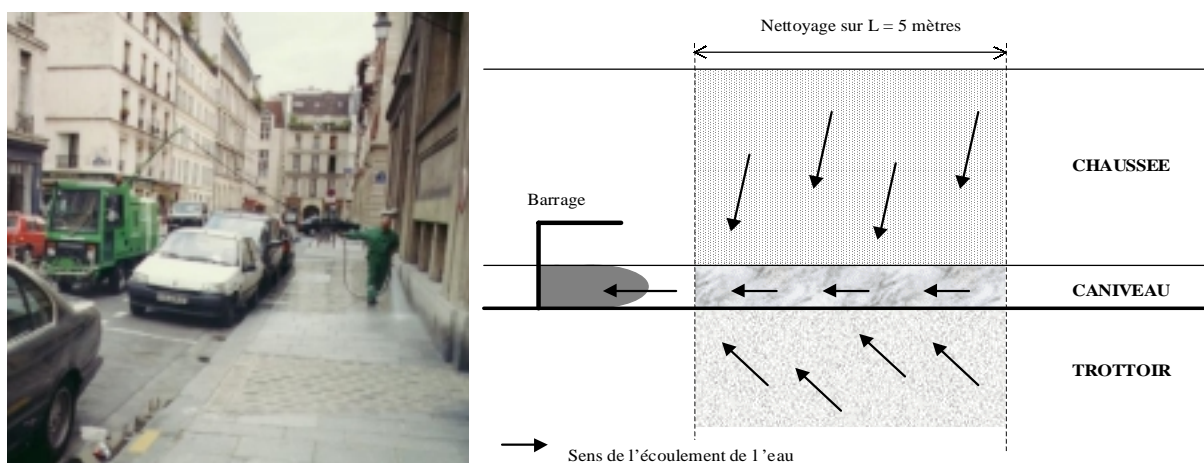 Nettoyage sur L = 5 mètres
CHAUSSEE
Barrage
CANIVEAU
TROTTOIR
Sens de l'écoulement de l'eau